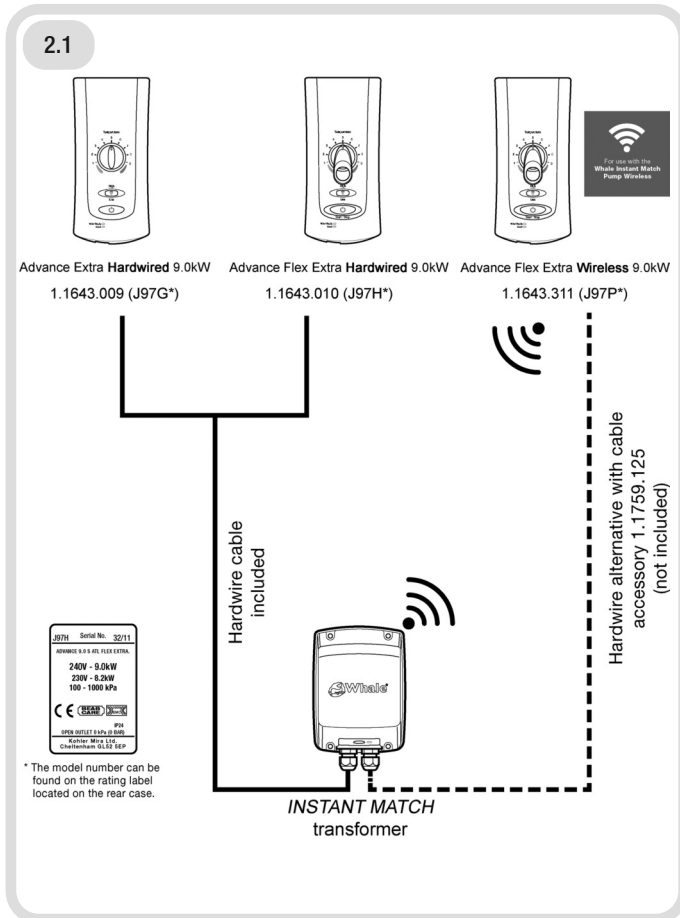 2.1
For use with the
Whale Instant Match
Pump Wireless
Advance Extra Hardwired 9.0kW
1.1643.009 (J97G*)
Advance Flex Extra Hardwired 9.0kW
1.1643.010 (J97H*)
Advance Flex Extra Wireless 9.0kW
1.1643.311 (J97P*)
Hardwire cable
included
Hardwire alternative with cable
accessory 1.1759.125
(not included)
J97H Serial No. 32/11
ADVANCE 9.0 S ATL FLEX EXTRA.
240V - 9.0kW
230V - 8.2kW
100 - 1000 kPa
CE BEAB CARE
IP24
OPEN OUTLET 0 kPa (0 BAR)
Kohler Mira Ltd.
Cheltenham GL52 5EP
* The model number can be
found on the rating label
located on the rear case.
Whale
INSTANT MATCH
transformer